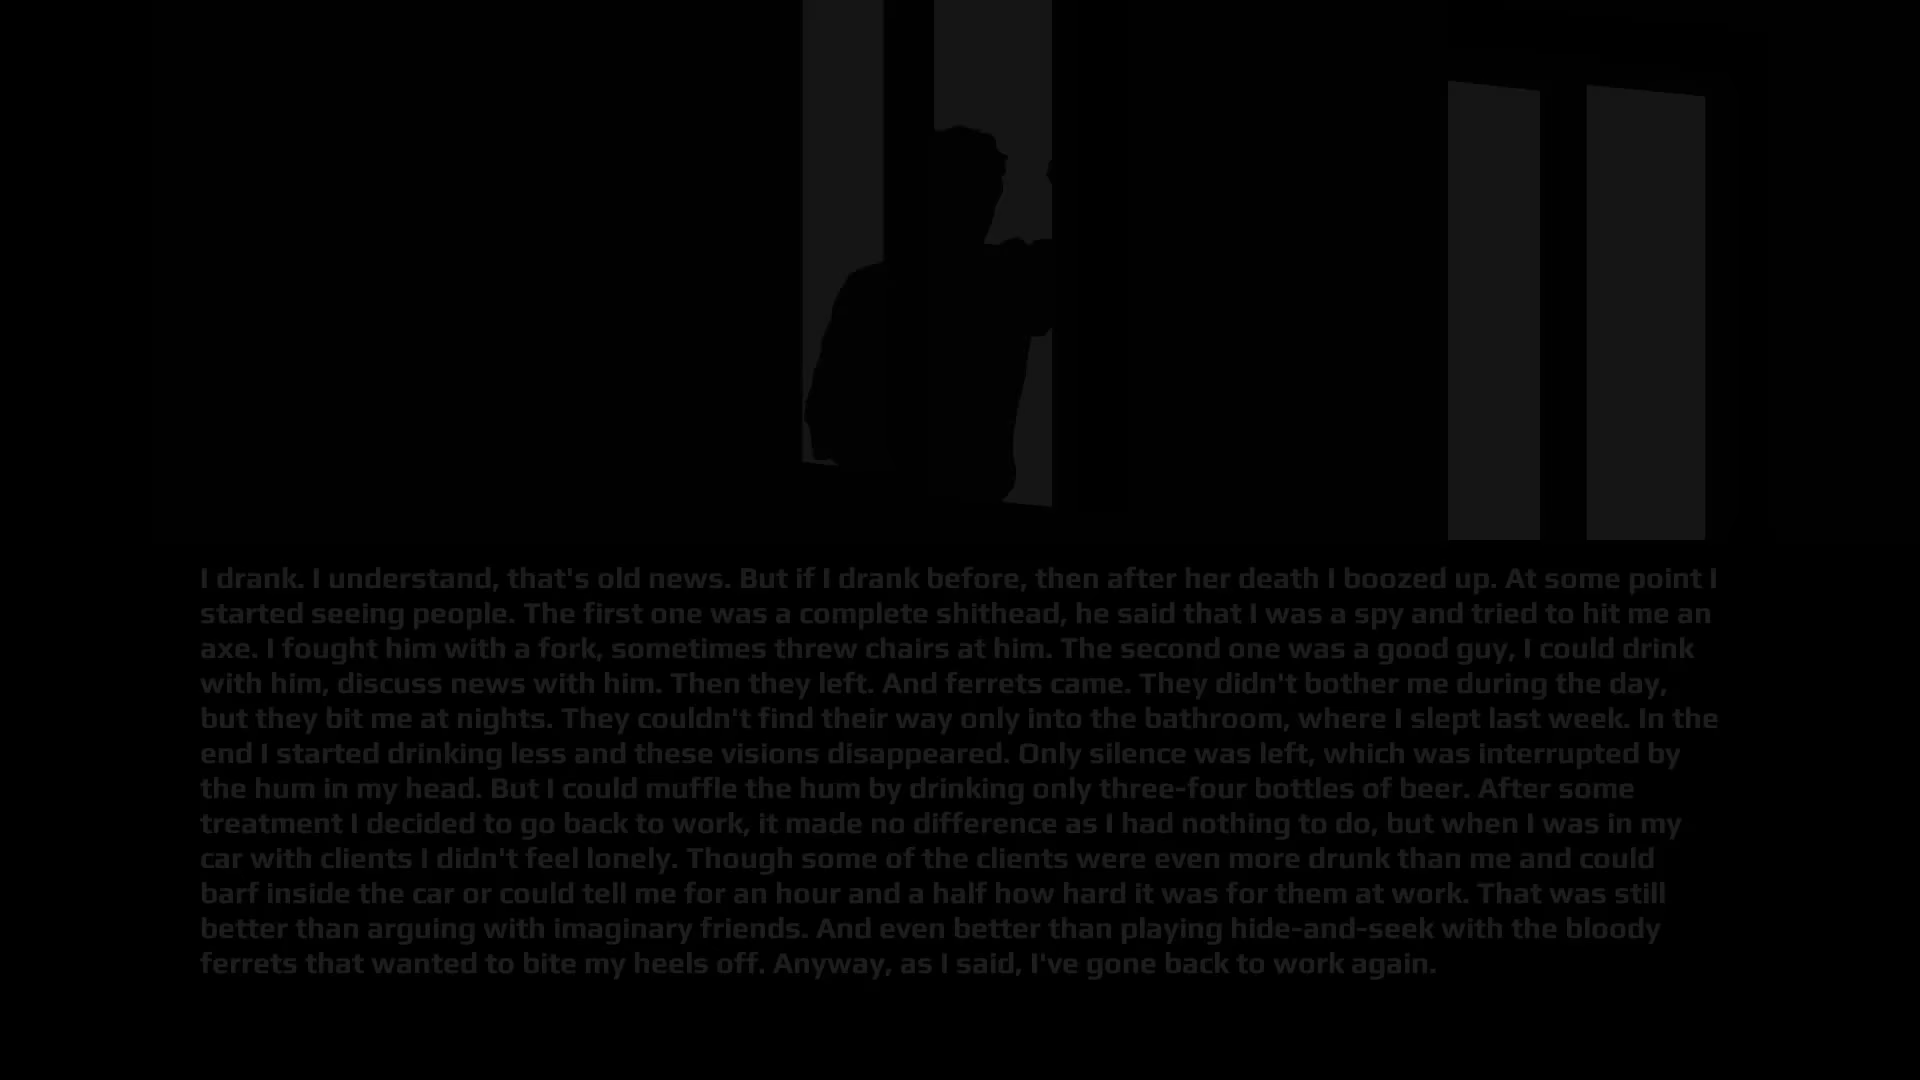 I drank. I understand, that's old news. But if I drank before, then after her death I boozed up. At some point I
started seeing people. The first one was a complete shithead, he said that I was a spy and tried to hit me an
axe. I fought him with a fork, sometimes threw chairs at him. The second one was a good guy, I could drink
with him, discuss news with him. Then they left. And ferrets came. They didn't bother me during the day,
but they bit me at nights. They couldn't find their way only into the bathroom, where I slept last week. In the
end I started drinking less and these visions disappeared. Only silence was left, which was interrupted by
the hum in my head. But I could muffle the hum by drinking only three-four bottles of beer. After some
treatment I decided to go back to work, it made no difference as I had nothing to do, but when I was in my
car with clients I didn't feel lonely. Though some of the clients were even more drunk than me and could
barf inside the car or could tell me for an hour and a half how hard it was for them at work. That was still
better than arguing with imaginary friends. And even better than playing hide-and-seek with the bloody
ferrets that wanted to bite my heels off. Anyway, as I said, I've gone back to work again.